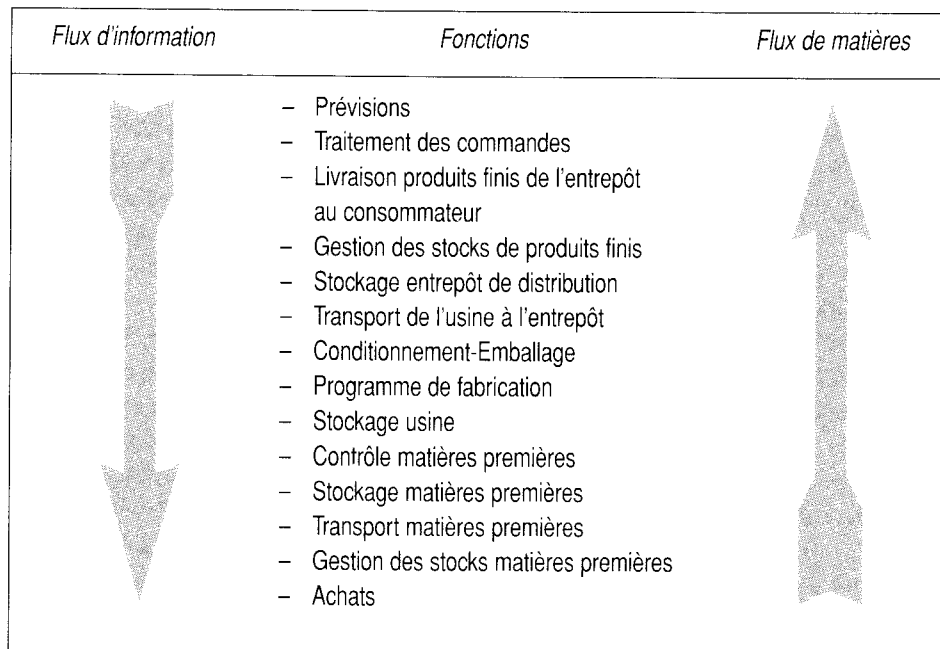 Flux d'information Fonctions Flux de matières
– Prévisions
– Traitement des commandes
– Livraison produits finis de l'entrepôt
au consommateur
– Gestion des stocks de produits finis
– Stockage entrepôt de distribution
– Transport de l'usine à l'entrepôt
– Conditionnement-Emballage
– Programme de fabrication
– Stockage usine
– Contrôle matières premières
– Stockage matières premières
– Transport matières premières
– Gestion des stocks matières premières
– Achats